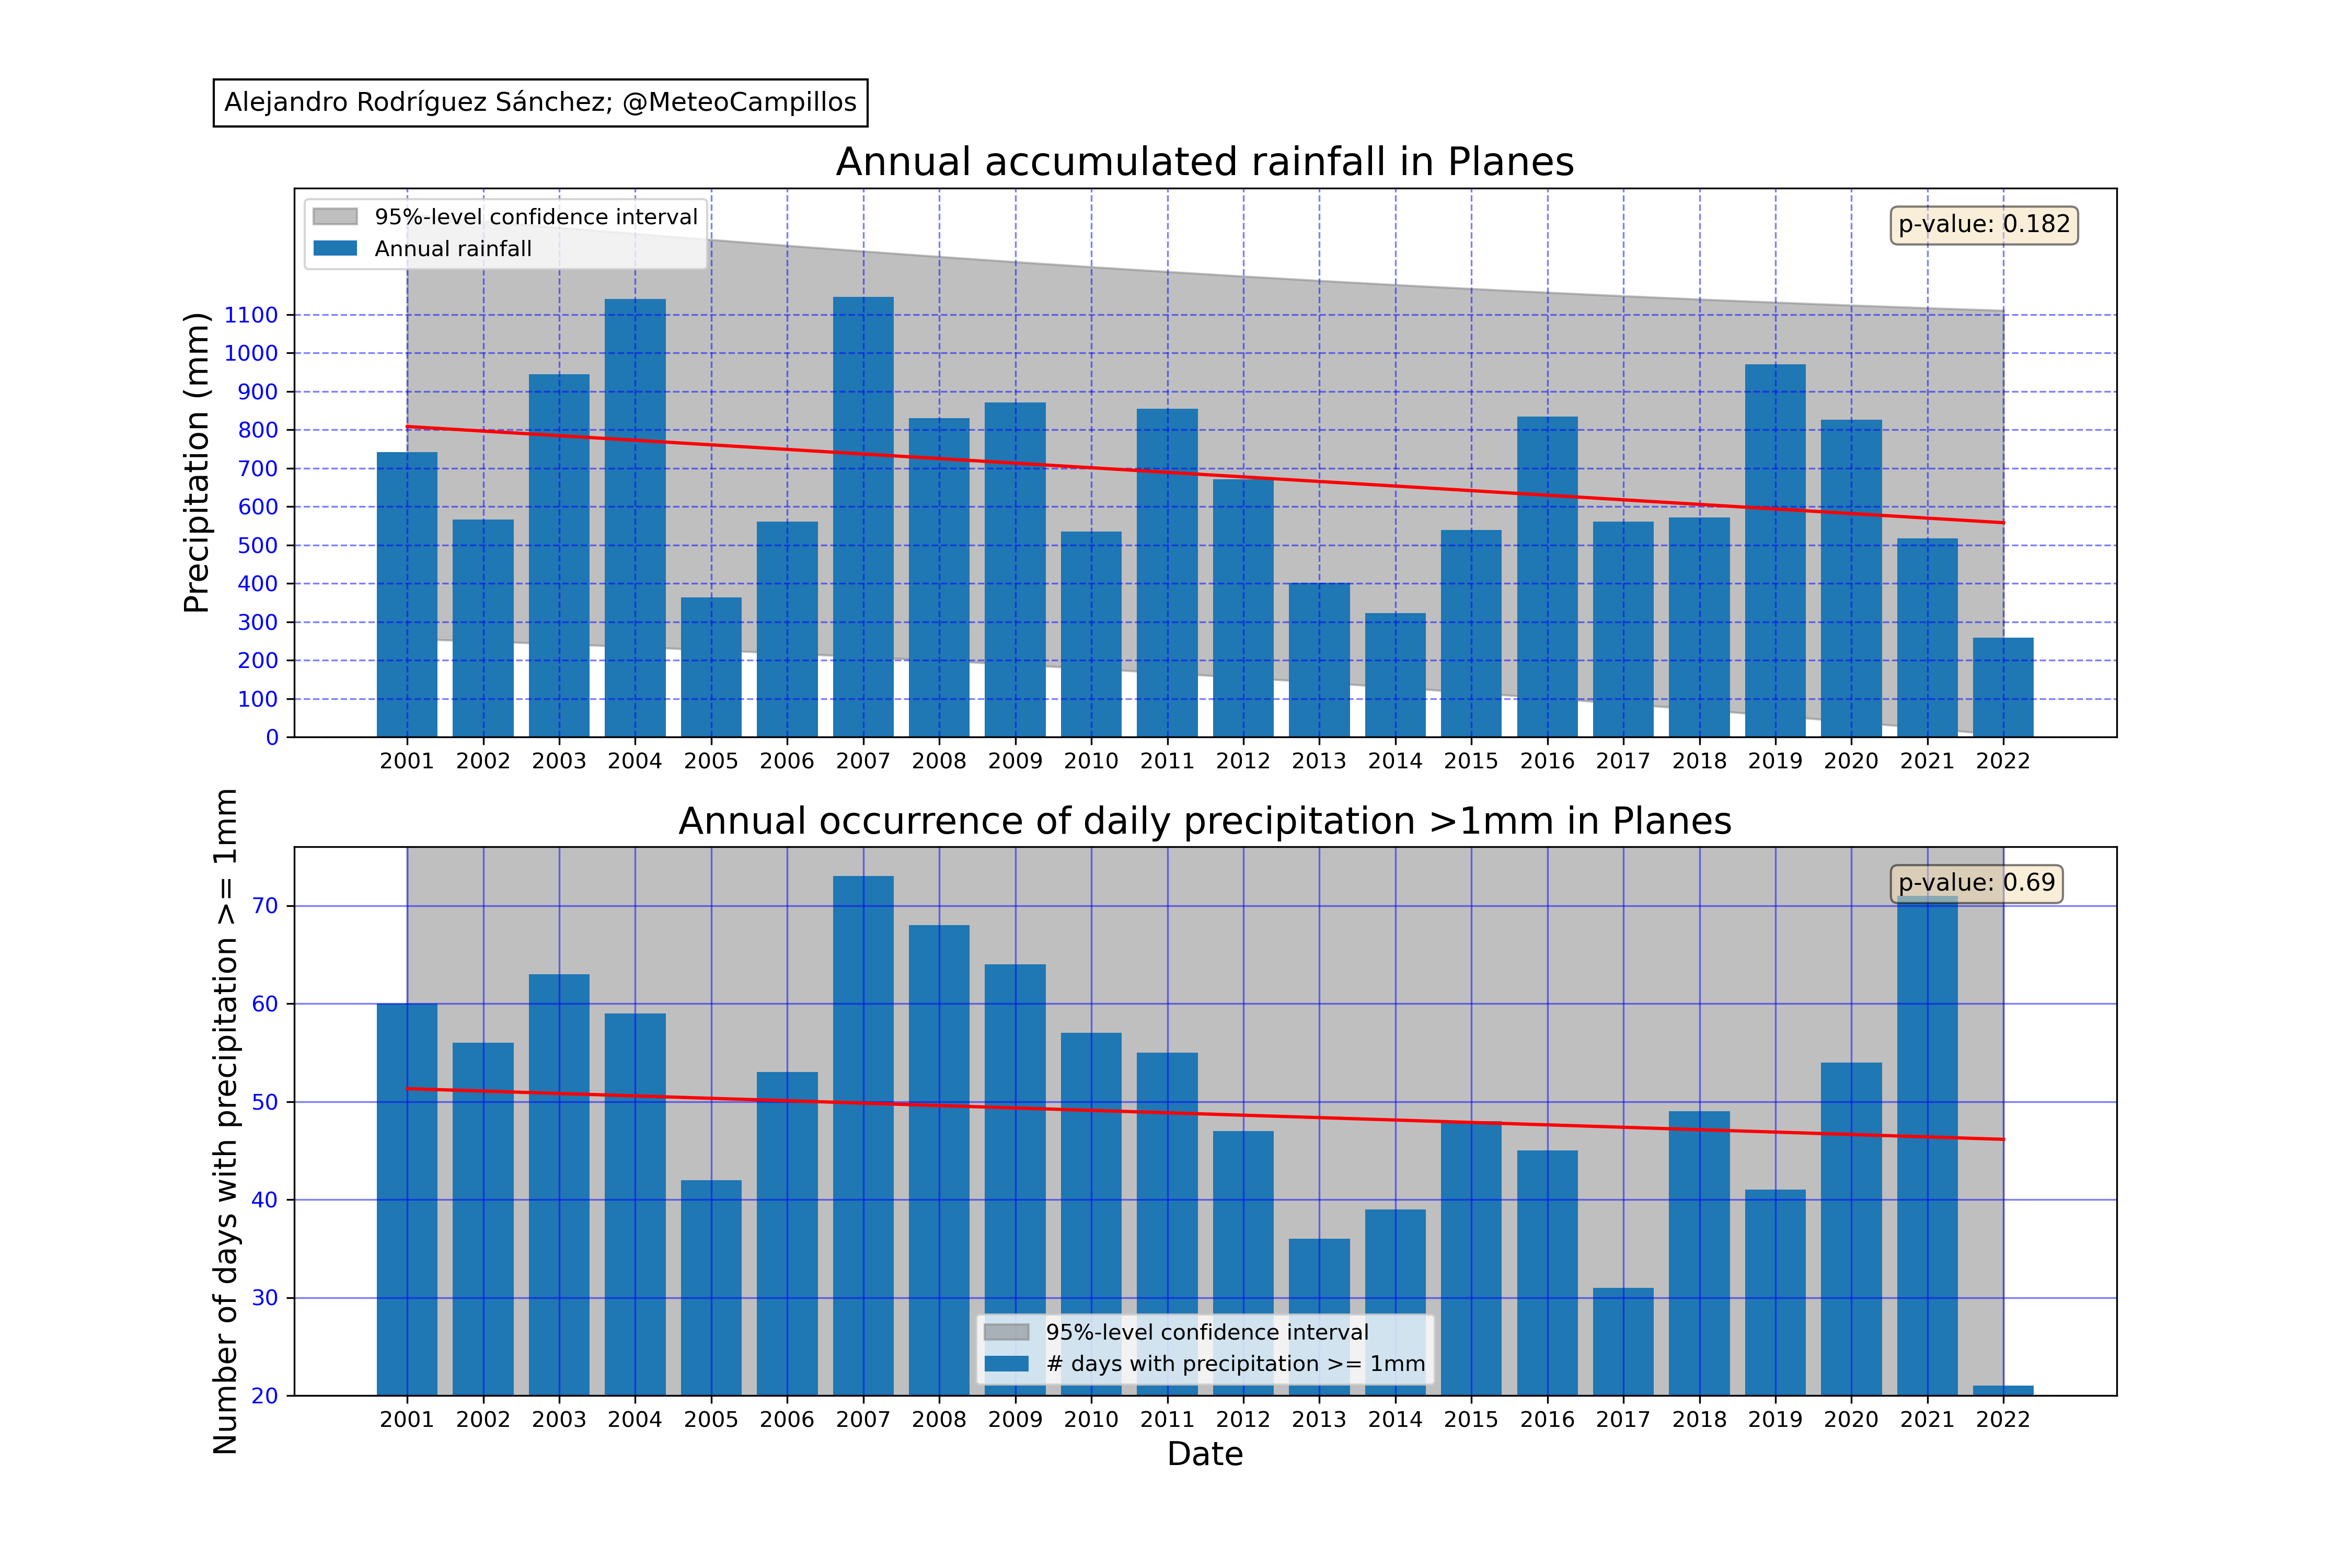 Alejandro Rodríguez Sánchez; @MeteoCampillos
Annual accumulated rainfall in Planes
95%-level confidence interval
Annual rainfall
p-value: 0.182
Precipitation (mm)
1100
1000
900
800
700
600
500
400
300
200
100
0
2001 2002 2003 2004 2005 2006 2007 2008 2009 2010 2011 2012 2013 2014 2015 2016 2017 2018 2019 2020 2021 2022
Annual occurrence of daily precipitation >1mm in Planes
p-value: 0.69
Number of days with precipitation >= 1mm
70
60
50
40
30
20
95%-level confidence interval
# days with precipitation >= 1mm
2001 2002 2003 2004 2005 2006 2007 2008 2009 2010 2011 2012 2013 2014 2015 2016 2017 2018 2019 2020 2021 2022
Date